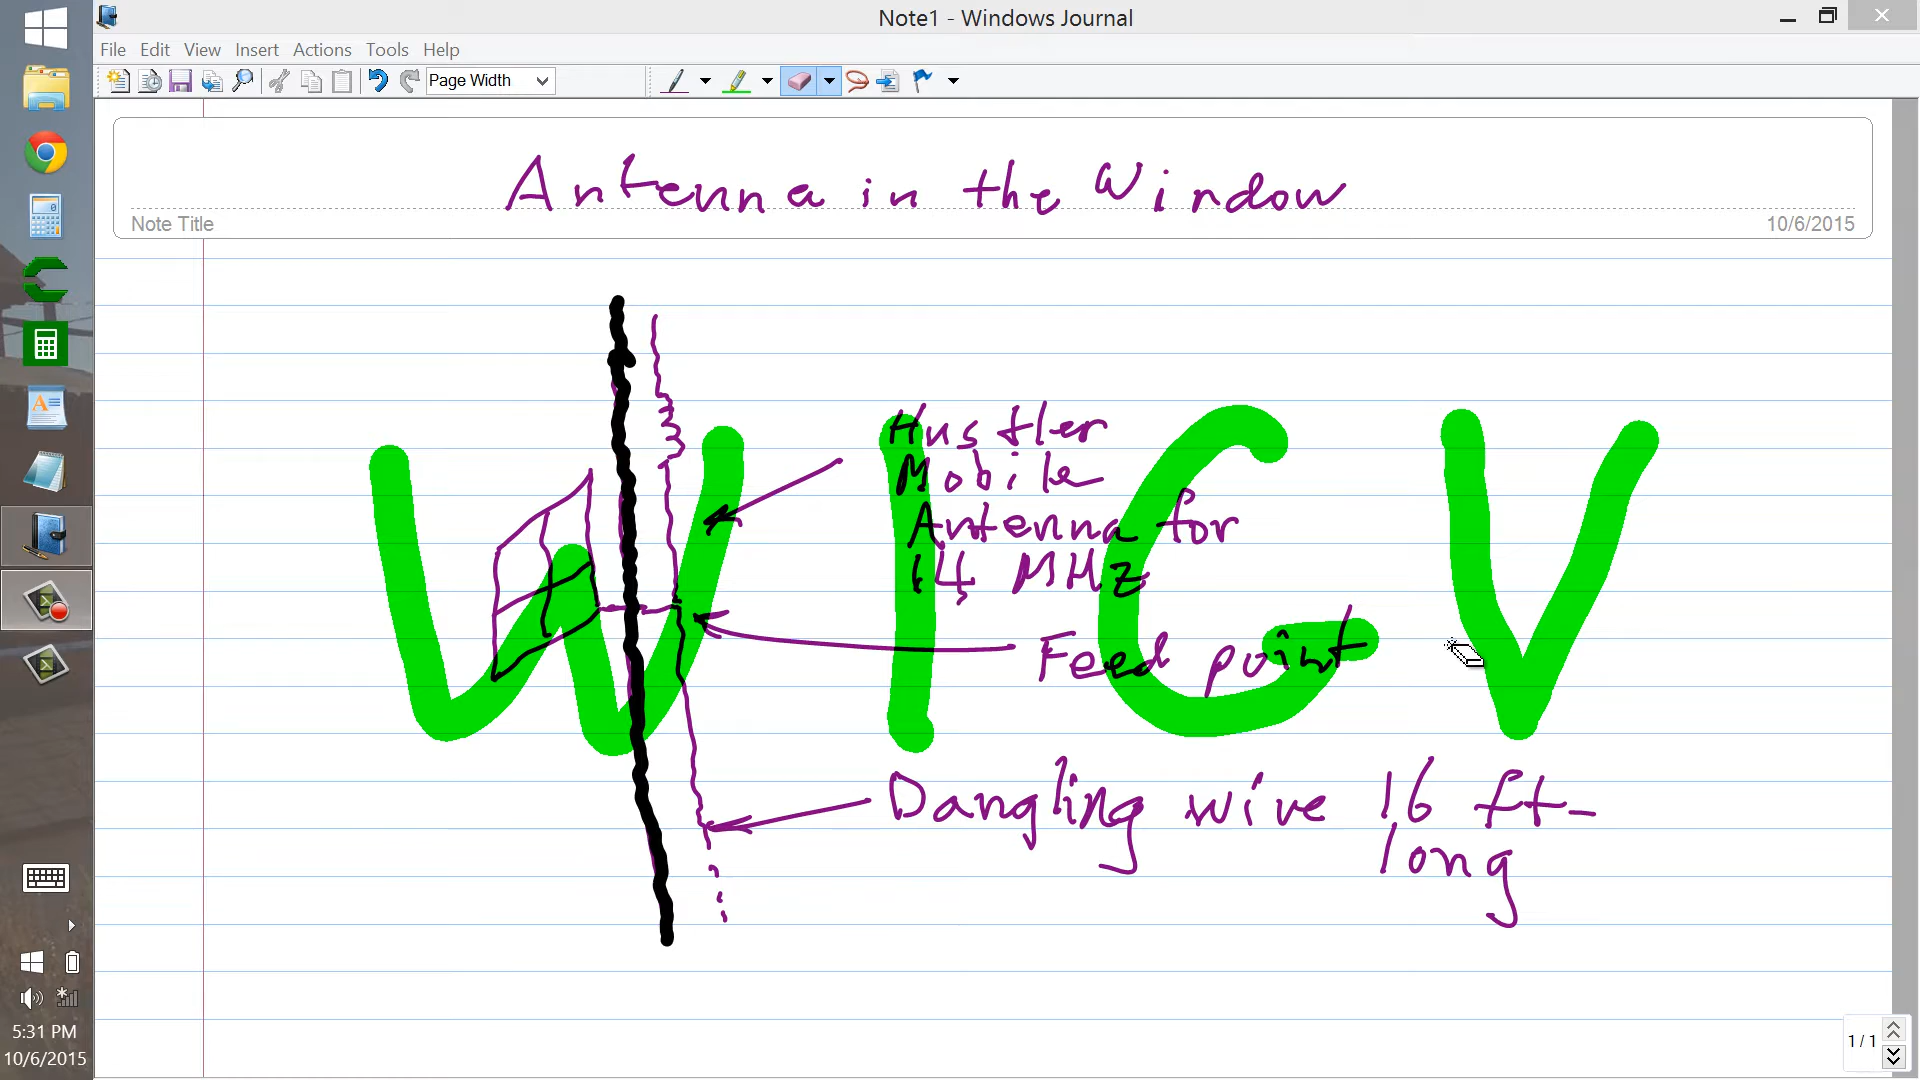 Note1 - Windows Journal
File Edit View Insert Actions Tools Help
Page Width
Antenna in the Window
Note Title
10/6/2015
W1GV
Hustler
Mobile
Antenna for
14 MHz
Feed point
Dangling wire 16 ft-
long
5:31 PM
10/6/2015
1 / 1